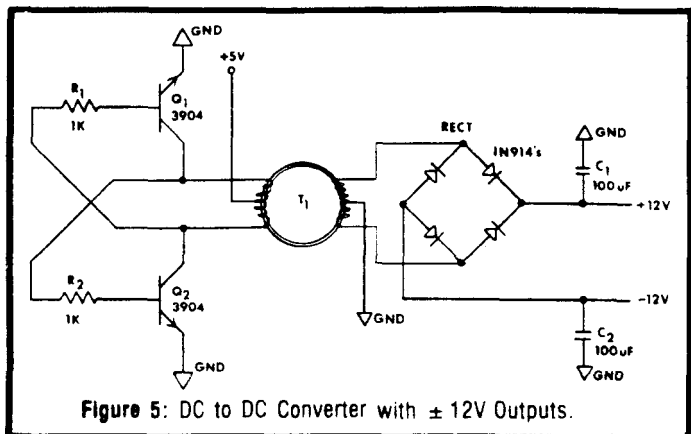 GND
+5V
R1
1K
Q1
3904
RECT
IN914's
GND
C1
100uF
T1
+12V
R2
1K
Q2
3904
-12V
GND
C2
100uF
GND
GND
Figure 5: DC to DC Converter with ± 12V Outputs.